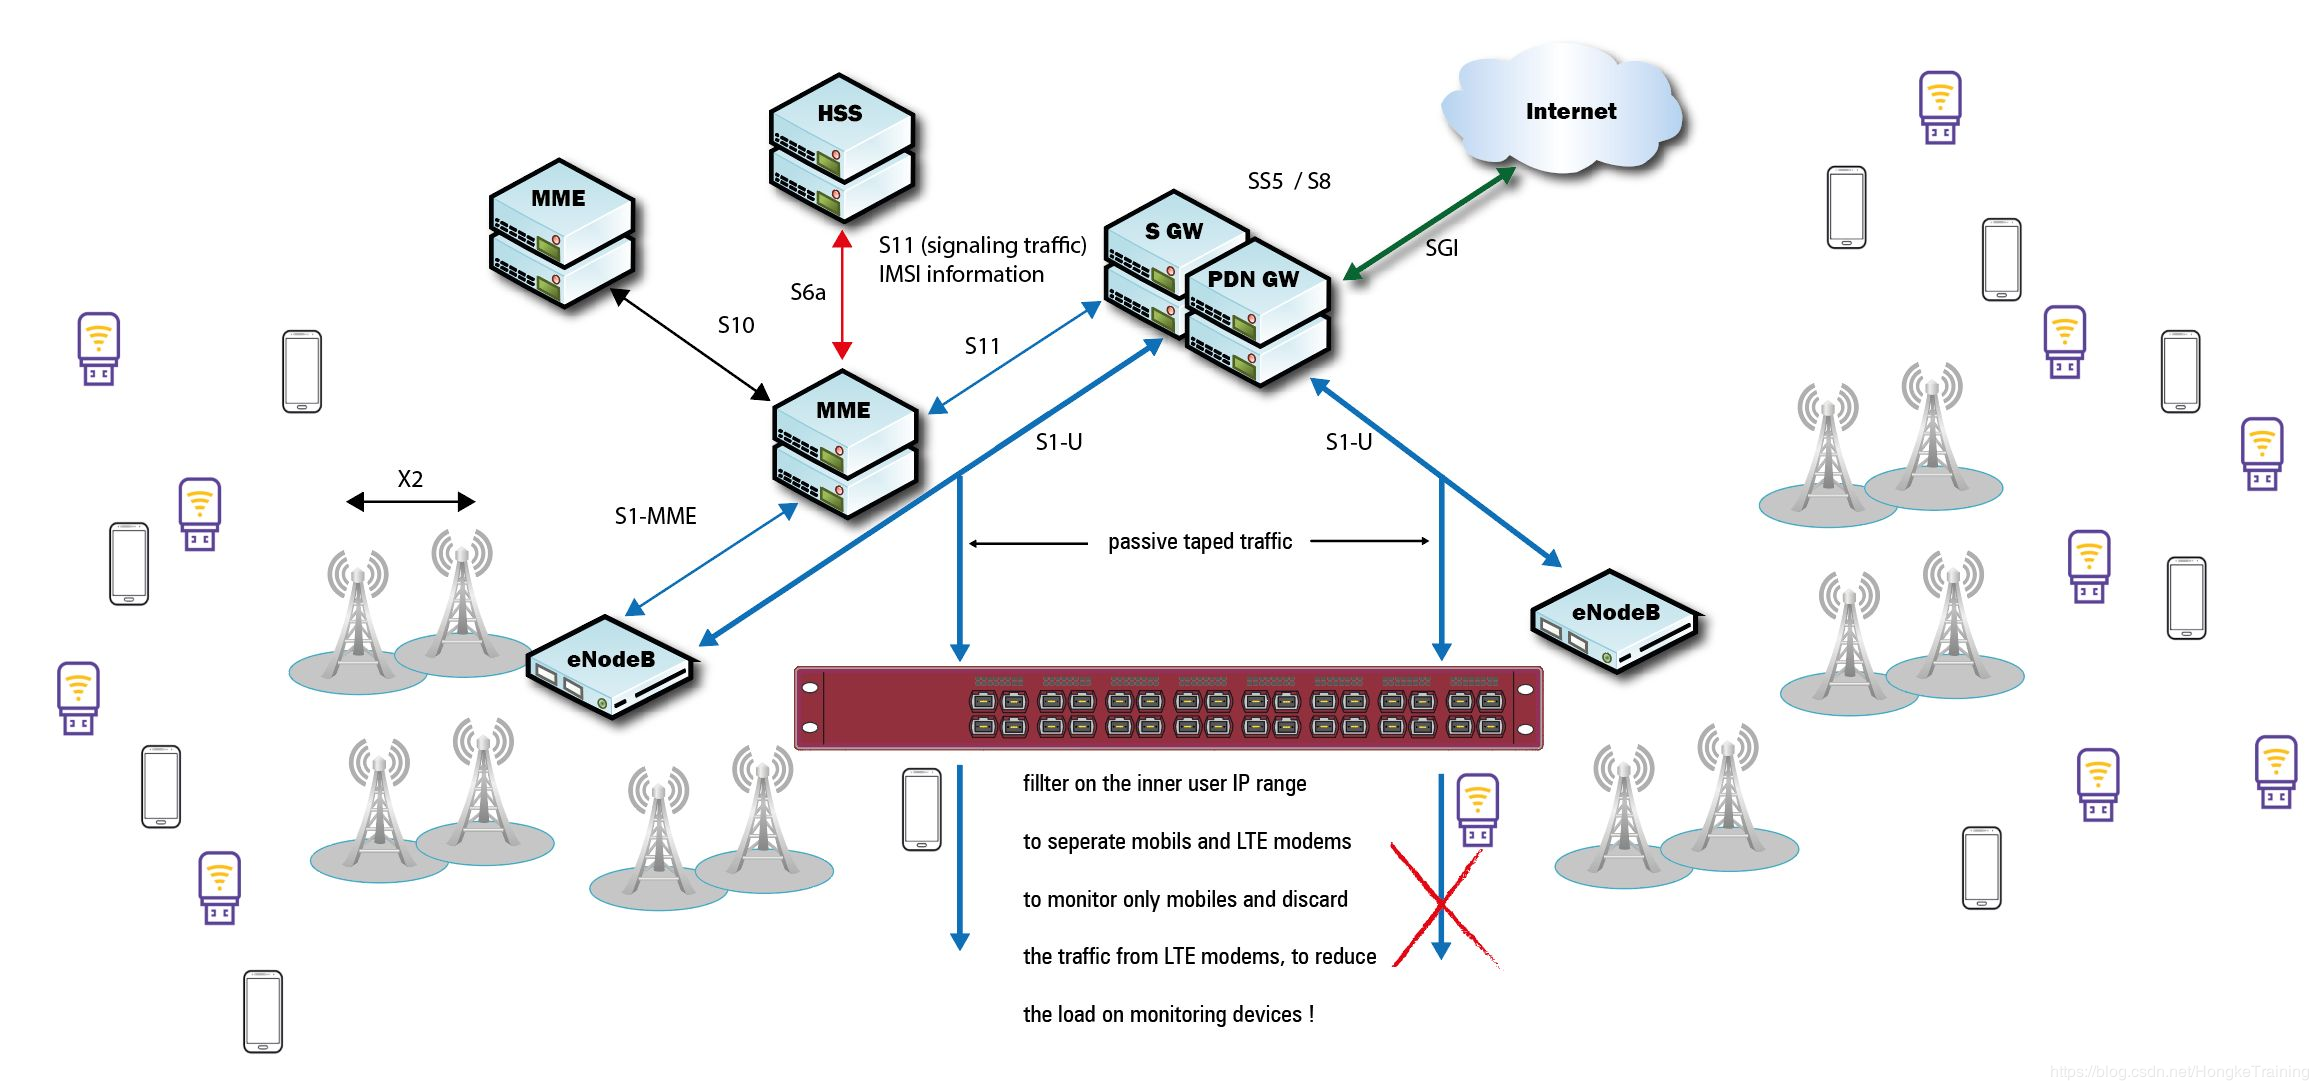 HSS
Internet
MME
SS5 / S8
S GW
S11 (signaling traffic)
IMSI information
SGI
PDN GW
S6a
S10
S11
MME
S1-U
S1-U
X2
S1-MME
passive taped traffic
eNodeB
eNodeB
fillter on the inner user IP range
to seperate mobils and LTE modems
to monitor only mobiles and discard
the traffic from LTE modems, to reduce
the load on monitoring devices !
https://blog.csdn.net/HongkeTraining